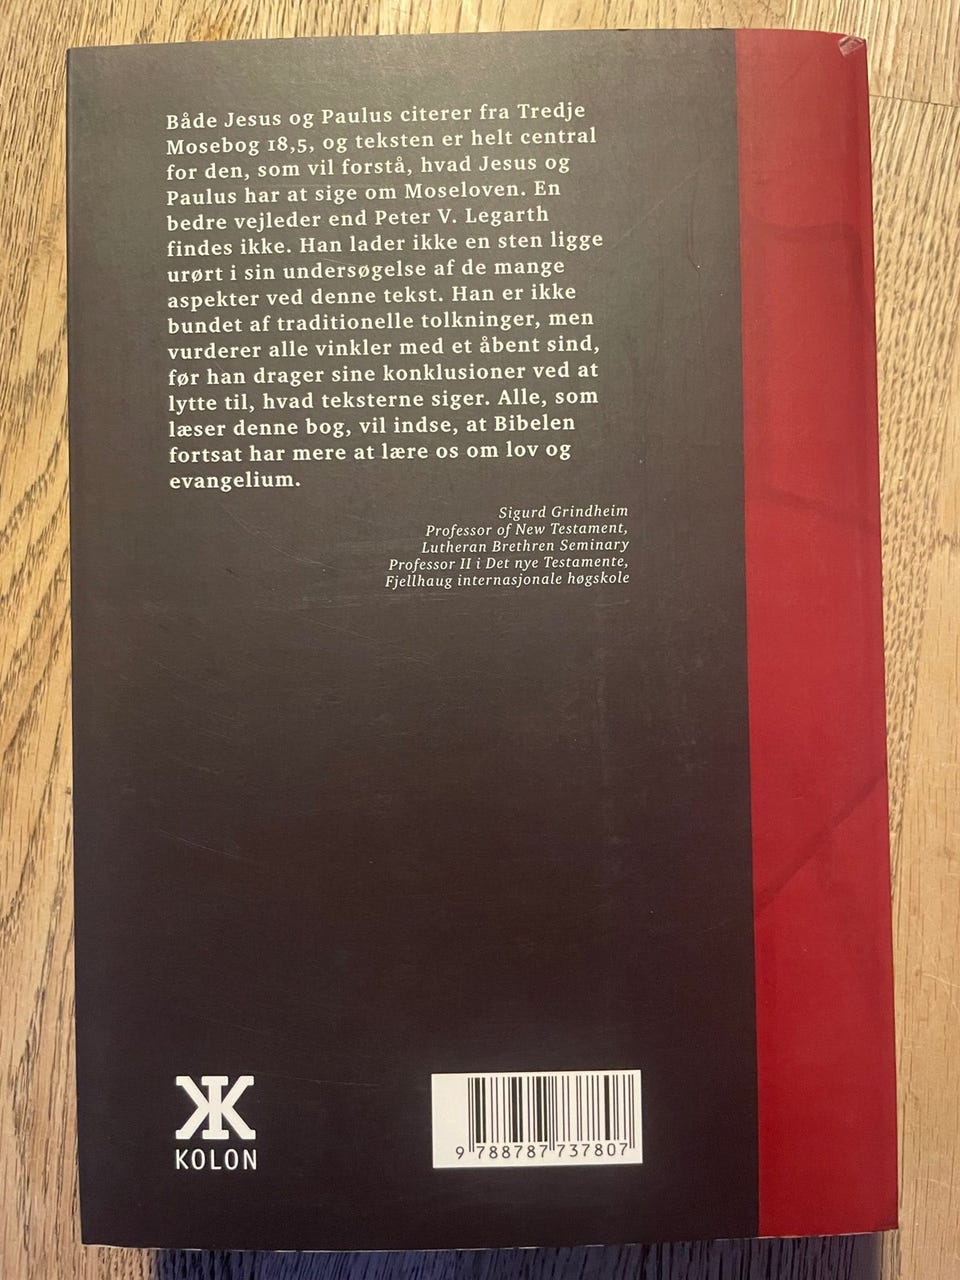 Både Jesus og Paulus citerer fra Tredje
Mosebog 18,5, og teksten er helt central
for den, som vil forstå, hvad Jesus og
Paulus har at sige om Moseloven. En
bedre vejleder end Peter V. Legarth
findes ikke. Han lader ikke en sten ligge
urørt i sin undersøgelse af de mange
aspekter ved denne tekst. Han er ikke
bundet af traditionelle tolkninger, men
vurderer alle vinkler med et åbent sind,
før han drager sine konklusioner ved at
lytte til, hvad teksterne siger. Alle, som
læser denne bog, vil indse, at Bibelen
fortsat har mere at lære os om lov og
evangelium.
Sigurd Grindheim
Professor of New Testament,
Lutheran Brethren Seminary
Professor II i Det nye Testamente,
Fjellhaug internasjonale høgskole
KOLON
9 788787 737807